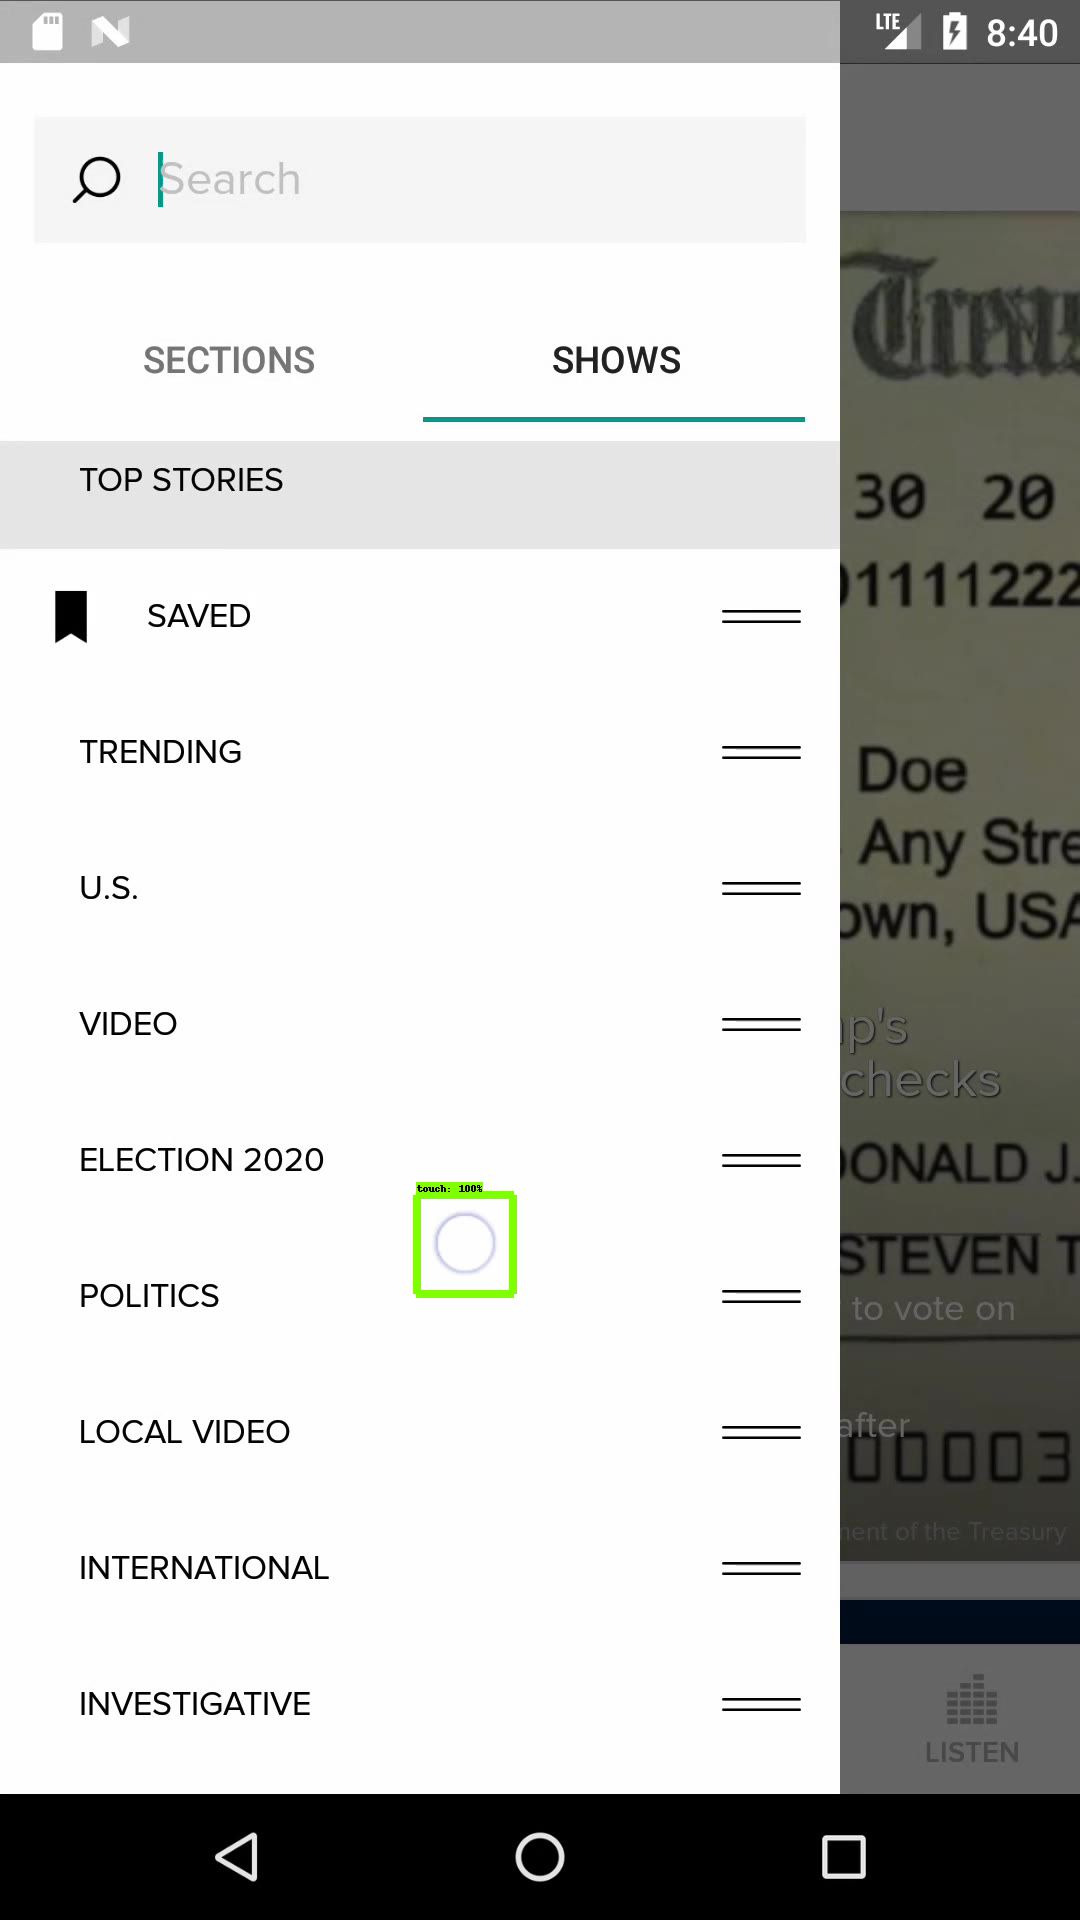 LTE 8:40
Search
SECTIONS SHOWS
TOP STORIES
SAVED
TRENDING
U.S.
VIDEO
ELECTION 2020
touch: 100%
POLITICS
LOCAL VIDEO
INTERNATIONAL
INVESTIGATIVE
30 20
01111222
Doe
Any Stre
own, USA
p's
checks
ONALD J.
STEVEN T
to vote on
after
00003
ment of the Treasury
LISTEN